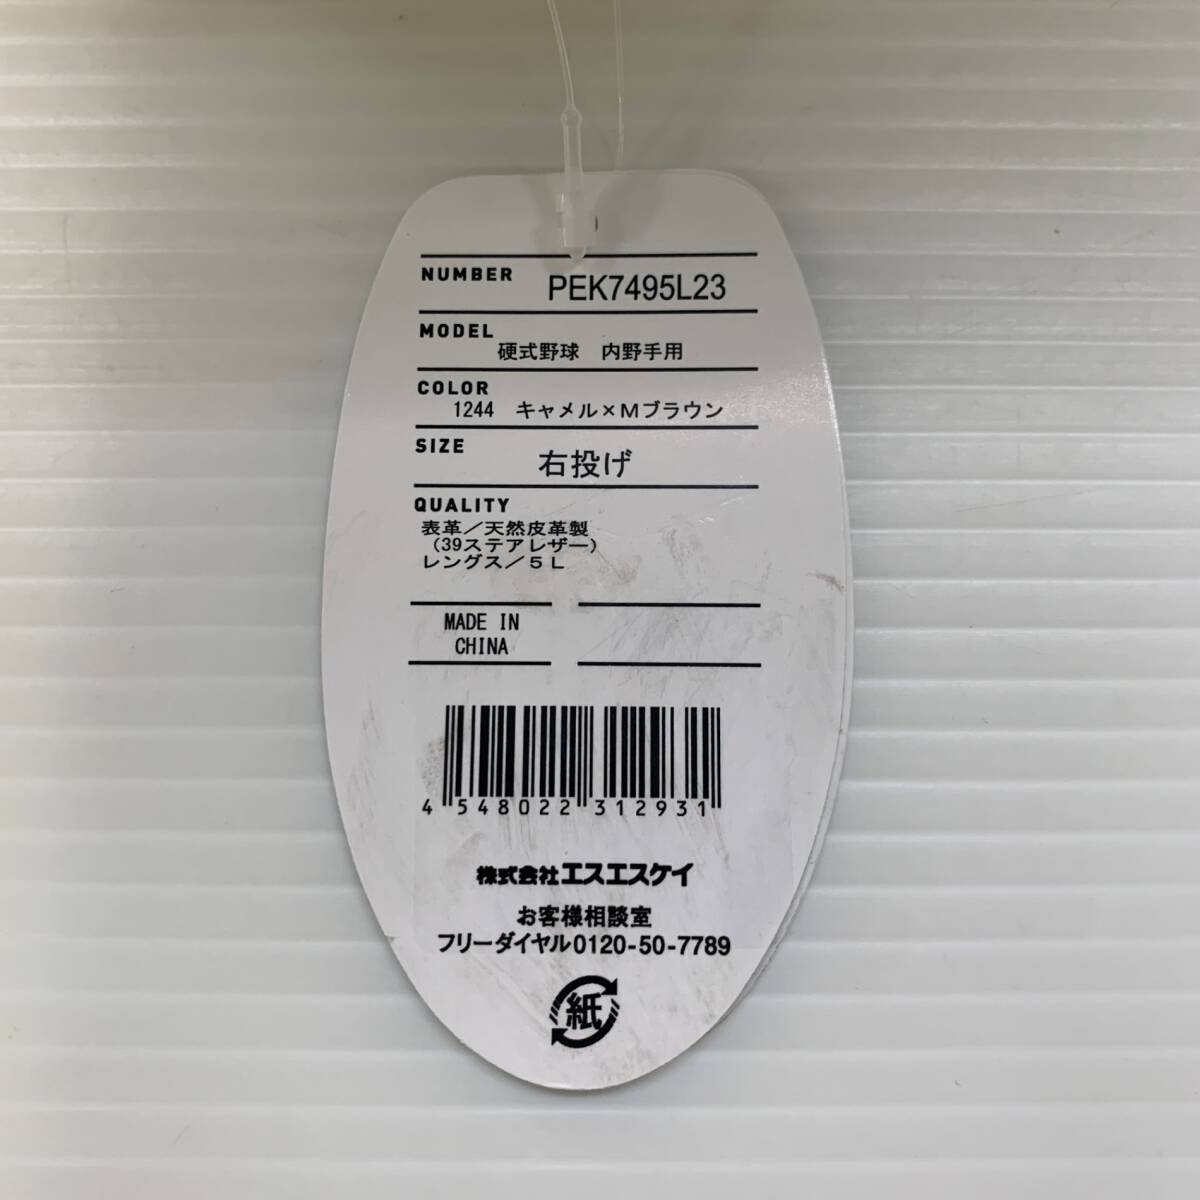 NUMBER PEK7495L23
MODEL
硬式野球 内野手用
COLOR
1244 キャメル×Mブラウン
SIZE
右投げ
QUALITY
表革/天然皮革製
(39ステアレザー)
レングス/5L
MADE IN
CHINA
4 548022 312931
株式会社エスエスケイ
お客様相談室
フリーダイヤル0120-50-7789
紙